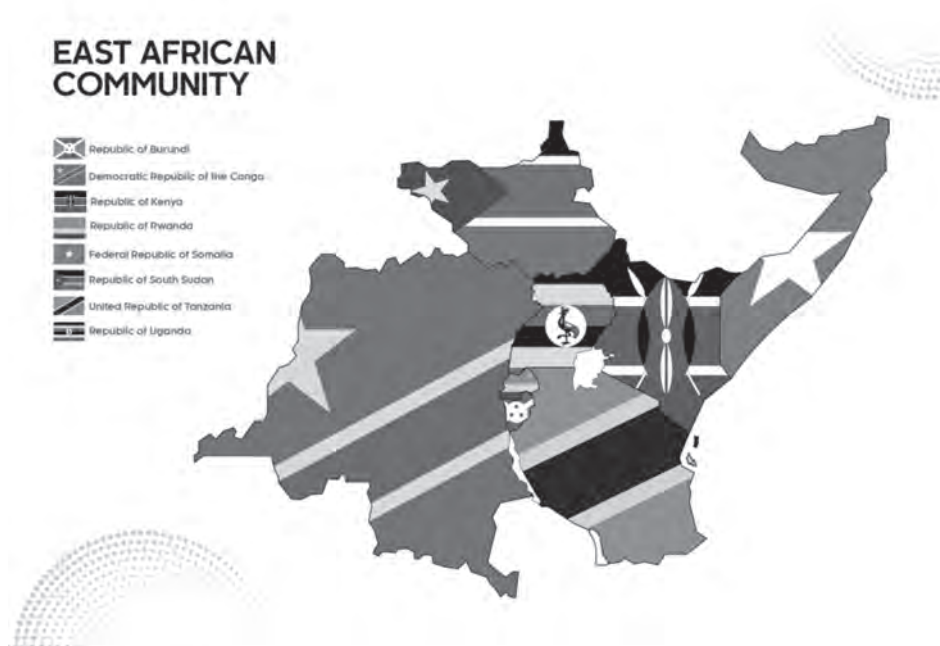 EAST AFRICAN
COMMUNITY
Republic of Burundi
Democratic Republic of the Congo
Republic of Kenya
Republic of Rwanda
Federal Republic of Somalia
Republic of South Sudan
United Republic of Tanzania
Republic of Uganda